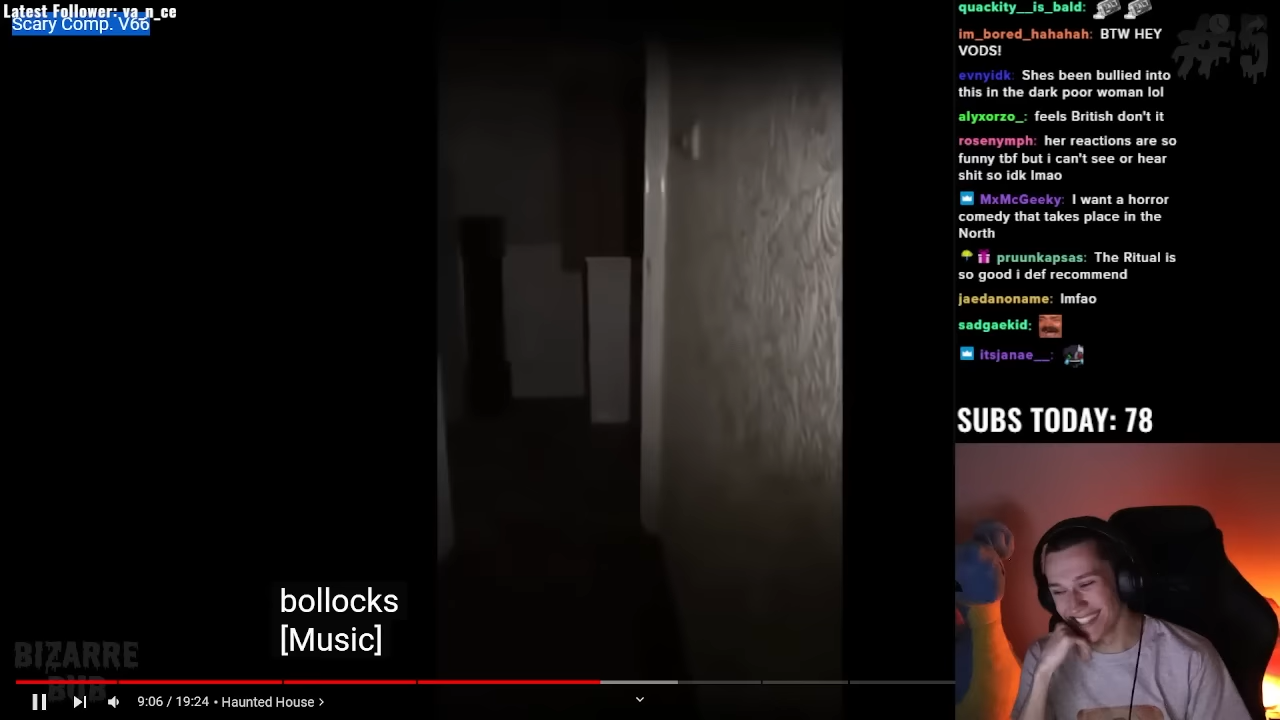 Latest Follower: va_n_ce
Scary Comp. V66
bollocks
[Music]
BIZARRE
BUB
9:06 / 19:24 • Haunted House >
#5
quackity__is_bald:
im_bored_hahahah: BTW HEY
VODS!
evnyidk: Shes been bullied into
this in the dark poor woman lol
alyxorzo_: feels British don't it
rosenymph: her reactions are so
funny tbf but i can't see or hear
shit so idk lmao
MxMcGeeky: I want a horror
comedy that takes place in the
North
pruunkapsas: The Ritual is
so good i def recommend
jaedanoname: lmfao
sadgaekid:
itsjanae__:
SUBS TODAY: 78